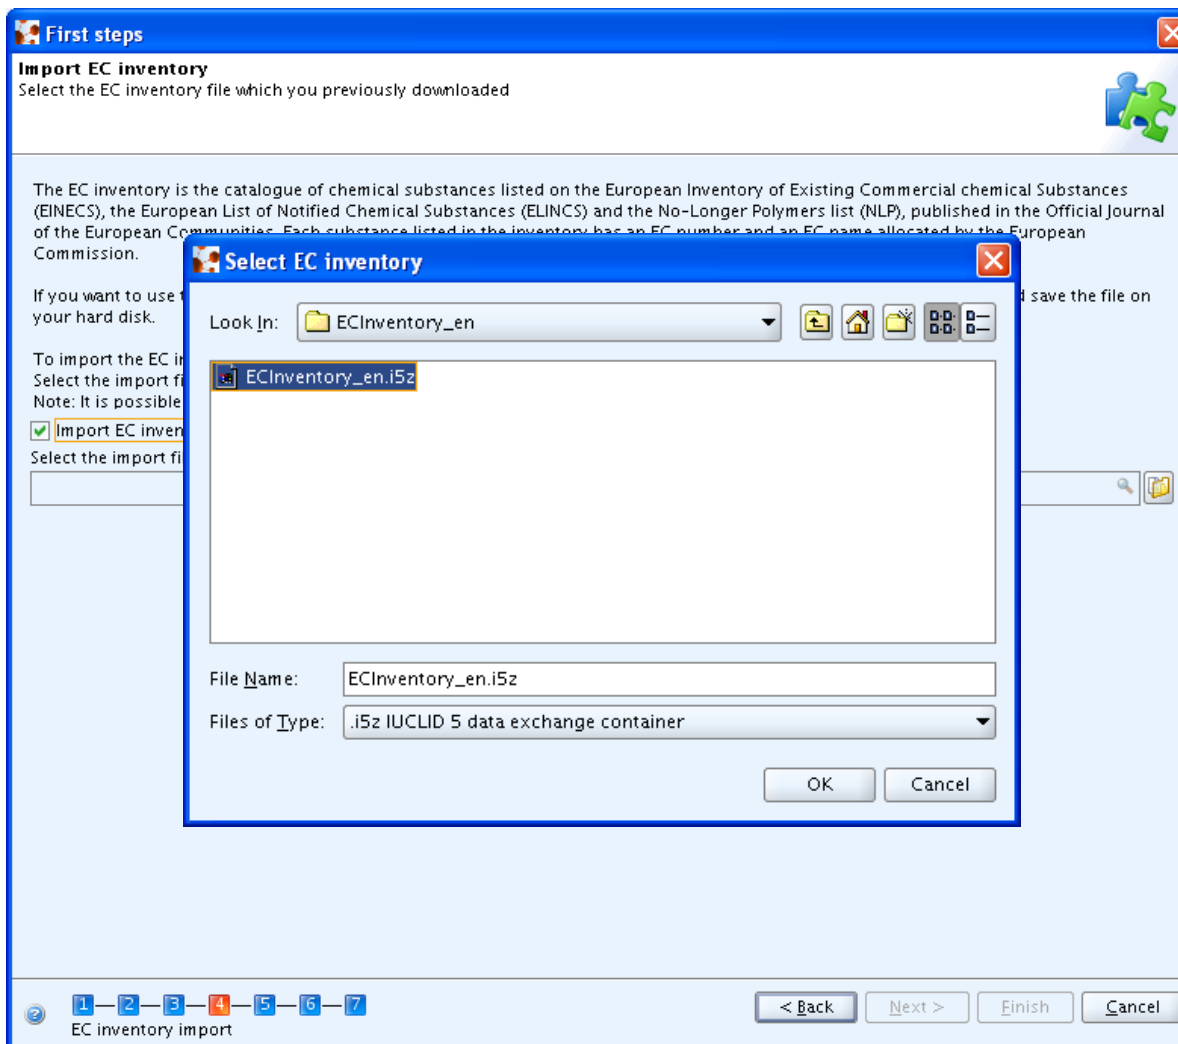 First steps
Import EC inventory
Select the EC inventory file which you previously downloaded
The EC inventory is the catalogue of chemical substances listed on the European Inventory of Existing Commercial chemical Substances
(EINECS), the European List of Notified Chemical Substances (ELINCS) and the No-Longer Polymers list (NLP), published in the Official Journal
of the European Communities. Each substance listed in the inventory has an EC number and an EC name allocated by the European
Commission.
If you want to use
save the file on
your hard disk.
To import the EC
Select the import
Note: It is possible
Import EC
Select the import
Select EC inventory
Look In: ECInventory_en
ECInventory_en.i5z
File Name: ECInventory_en.i5z
Files of Type: .i5z IUCLID 5 data exchange container
OK Cancel
1 2 3 4 5 6 7
EC inventory import
< Back Next > Finish Cancel